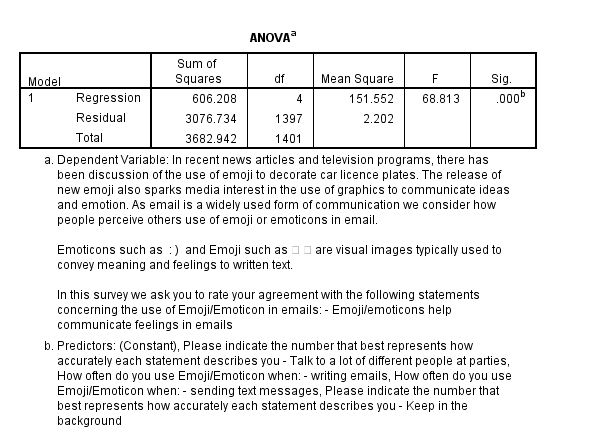 ANOVAa
Sum of
Squares df Mean Square F Sig.
Model
1 Regression 606.208 4 151.552 68.813 .000b
Residual 3076.734 1397 2.202
Total 3682.942 1401
a. Dependent Variable: In recent news articles and television programs, there has
been discussion of the use of emoji to decorate car licence plates. The release of
new emoji also sparks media interest in the use of graphics to communicate ideas
and emotion. As email is a widely used form of communication we consider how
people perceive others use of emoji or emoticons in email.
Emoticons such as :) and Emoji such as □ □ are visual images typically used to
convey meaning and feelings to written text.
In this survey we ask you to rate your agreement with the following statements
concerning the use of Emoji/Emoticon in emails: - Emoji/emoticons help
communicate feelings in emails
b. Predictors: (Constant), Please indicate the number that best represents how
accurately each statement describes you - Talk to a lot of different people at parties,
How often do you use Emoji/Emoticon when: - writing emails, How often do you use
Emoji/Emoticon when: - sending text messages, Please indicate the number that
best represents how accurately each statement describes you - Keep in the
background